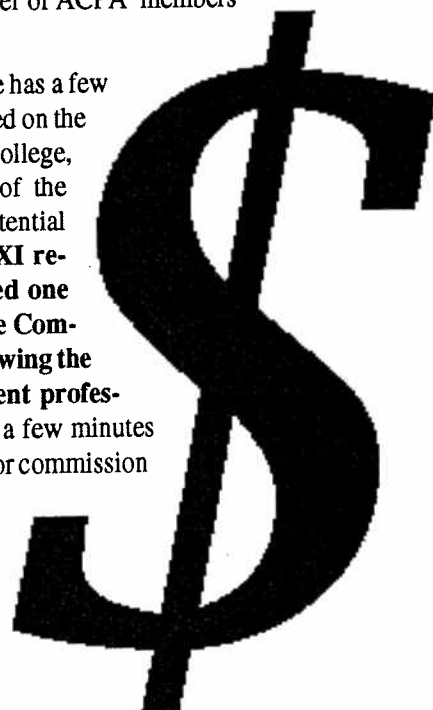 er of ACPA members
e has a few
ed on the
ollege,
of the
tential
XI re-
ed one
e Com-
wing the
ent profes-
a few minutes
or commission
$